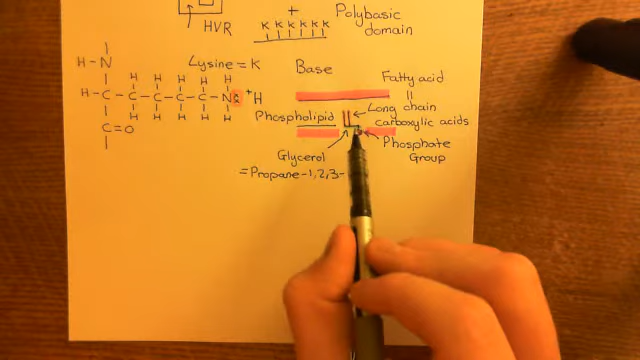 + Polybasic
HVR K K K K K K domain
Lysine = K Base
H-N
H H H H H Fatty acid
H-C-C-C-C-C-N: +H =
H H H H H Long chain
Phospholipid carboxylic acids
C=O
Glycerol Phosphate
= Propane-1,2,3- Group